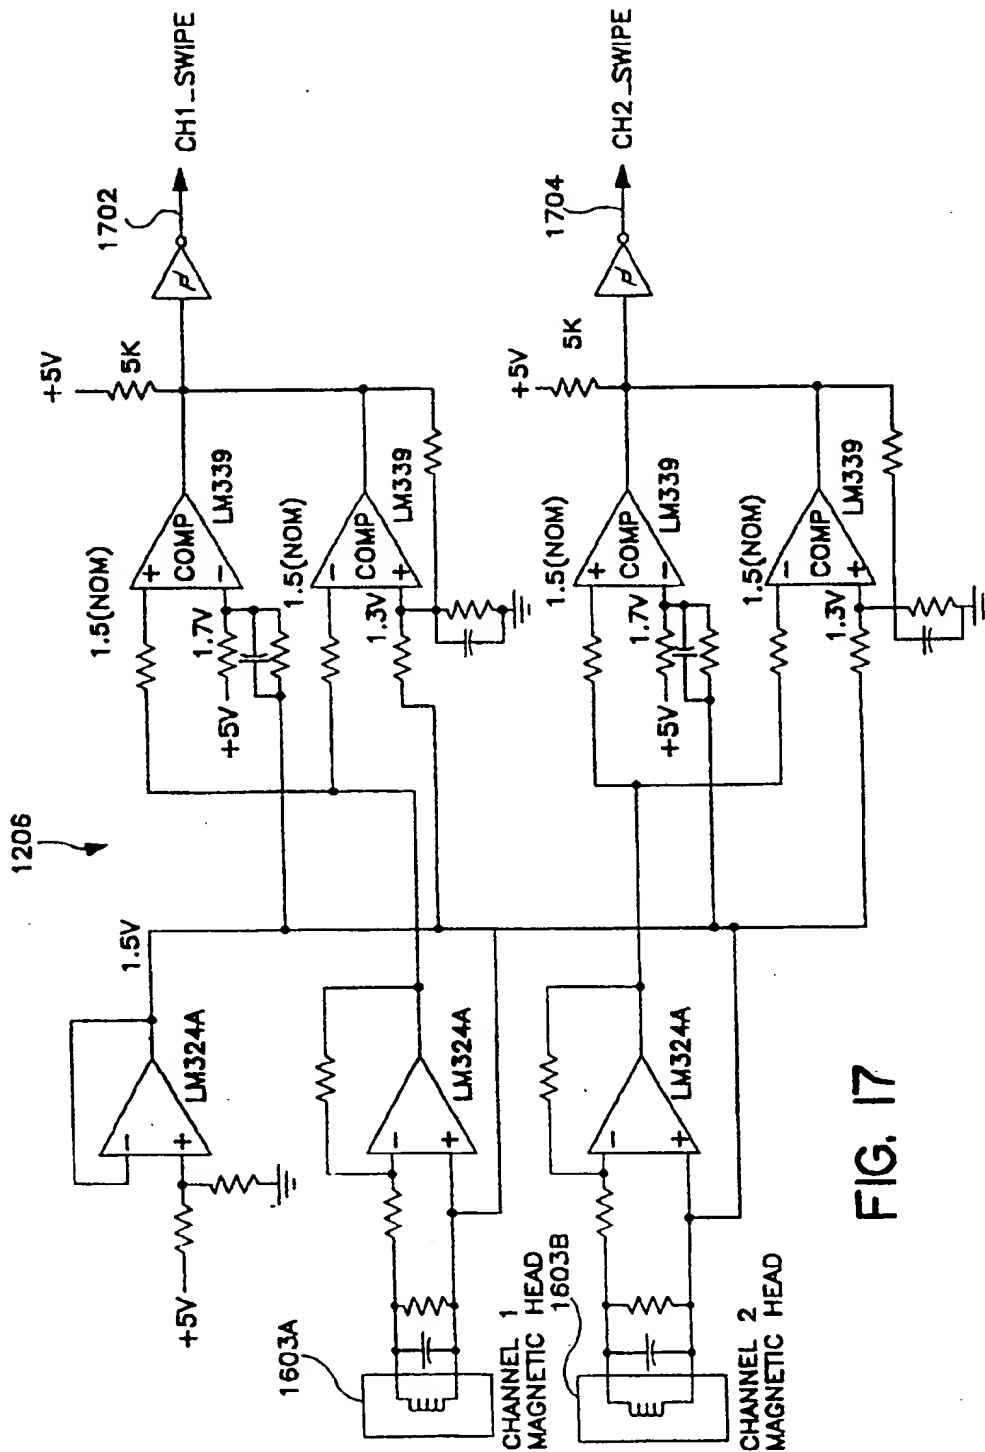 1206
+5V
−
+
LM324A
1.5V
1603A
CHANNEL 1
MAGNETIC HEAD
−
+
LM324A
1.5(NOM)
1.7V
+5V
+
COMP
−
LM339
+5V
5K
1702
CH1_SWIPE
1.5(NOM)
1.3V
−
COMP
+
LM339
1603B
CHANNEL 2
MAGNETIC HEAD
−
+
LM324A
1.5(NOM)
1.7V
+5V
+
COMP
−
LM339
+5V
5K
1704
CH2_SWIPE
1.5(NOM)
1.3V
−
COMP
+
LM339
FIG. 17